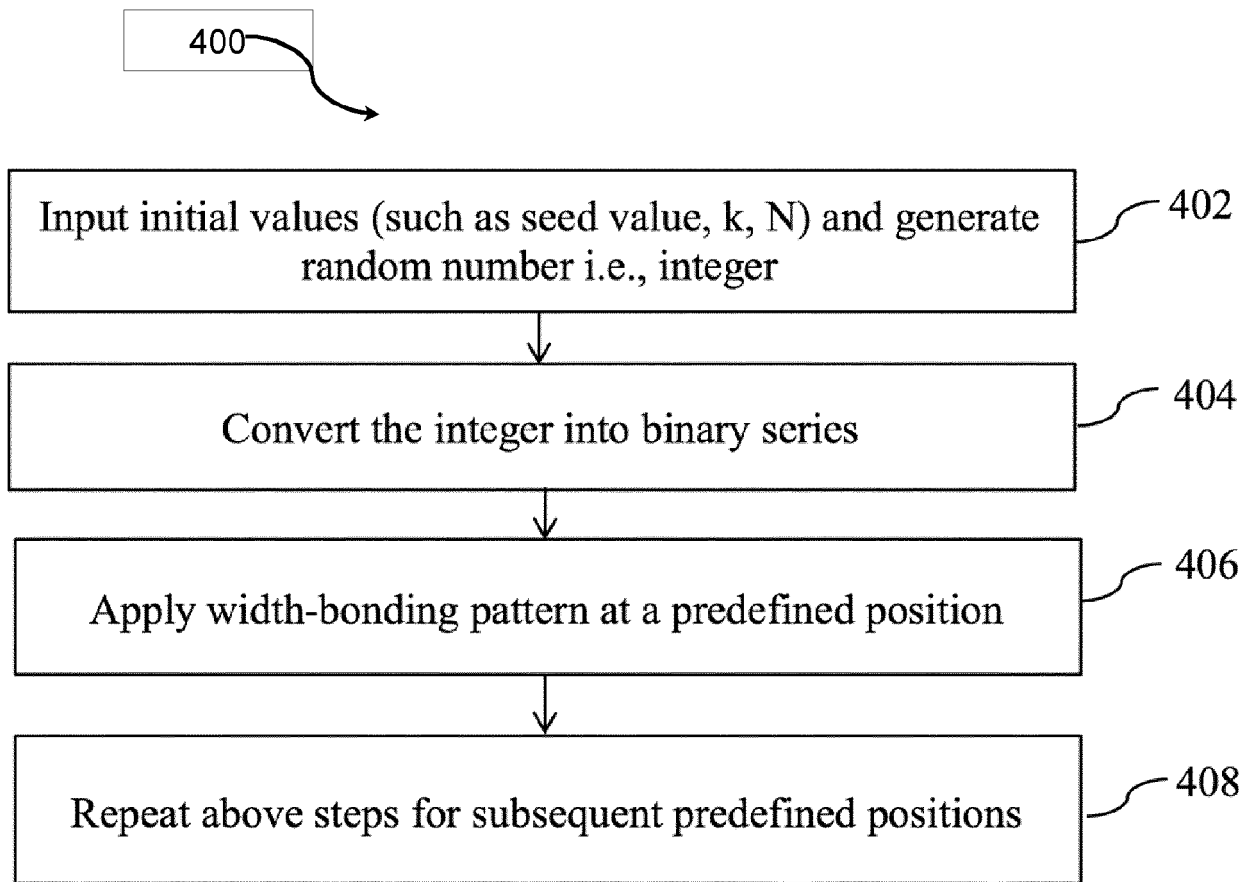 400
Input initial values (such as seed value, k, N) and generate
random number i.e., integer
402
Convert the integer into binary series
404
Apply width-bonding pattern at a predefined position
406
Repeat above steps for subsequent predefined positions
408